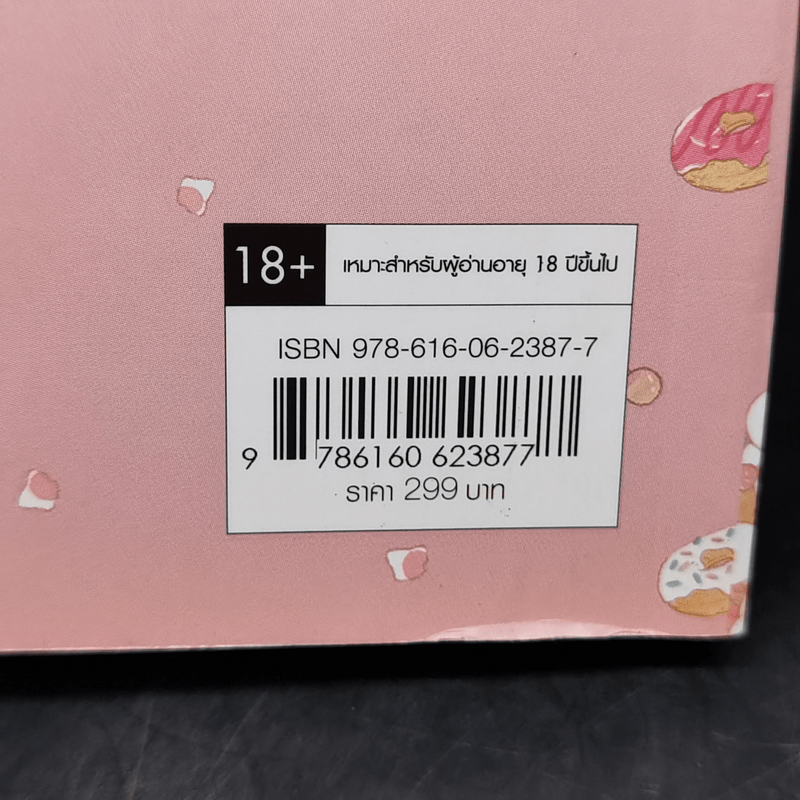 18+ เหมาะสำหรับผู้อ่านอายุ 18 ปีขึ้นไป
ISBN 978-616-06-2387-7
9 786160 623877
ราคา 299 บาท